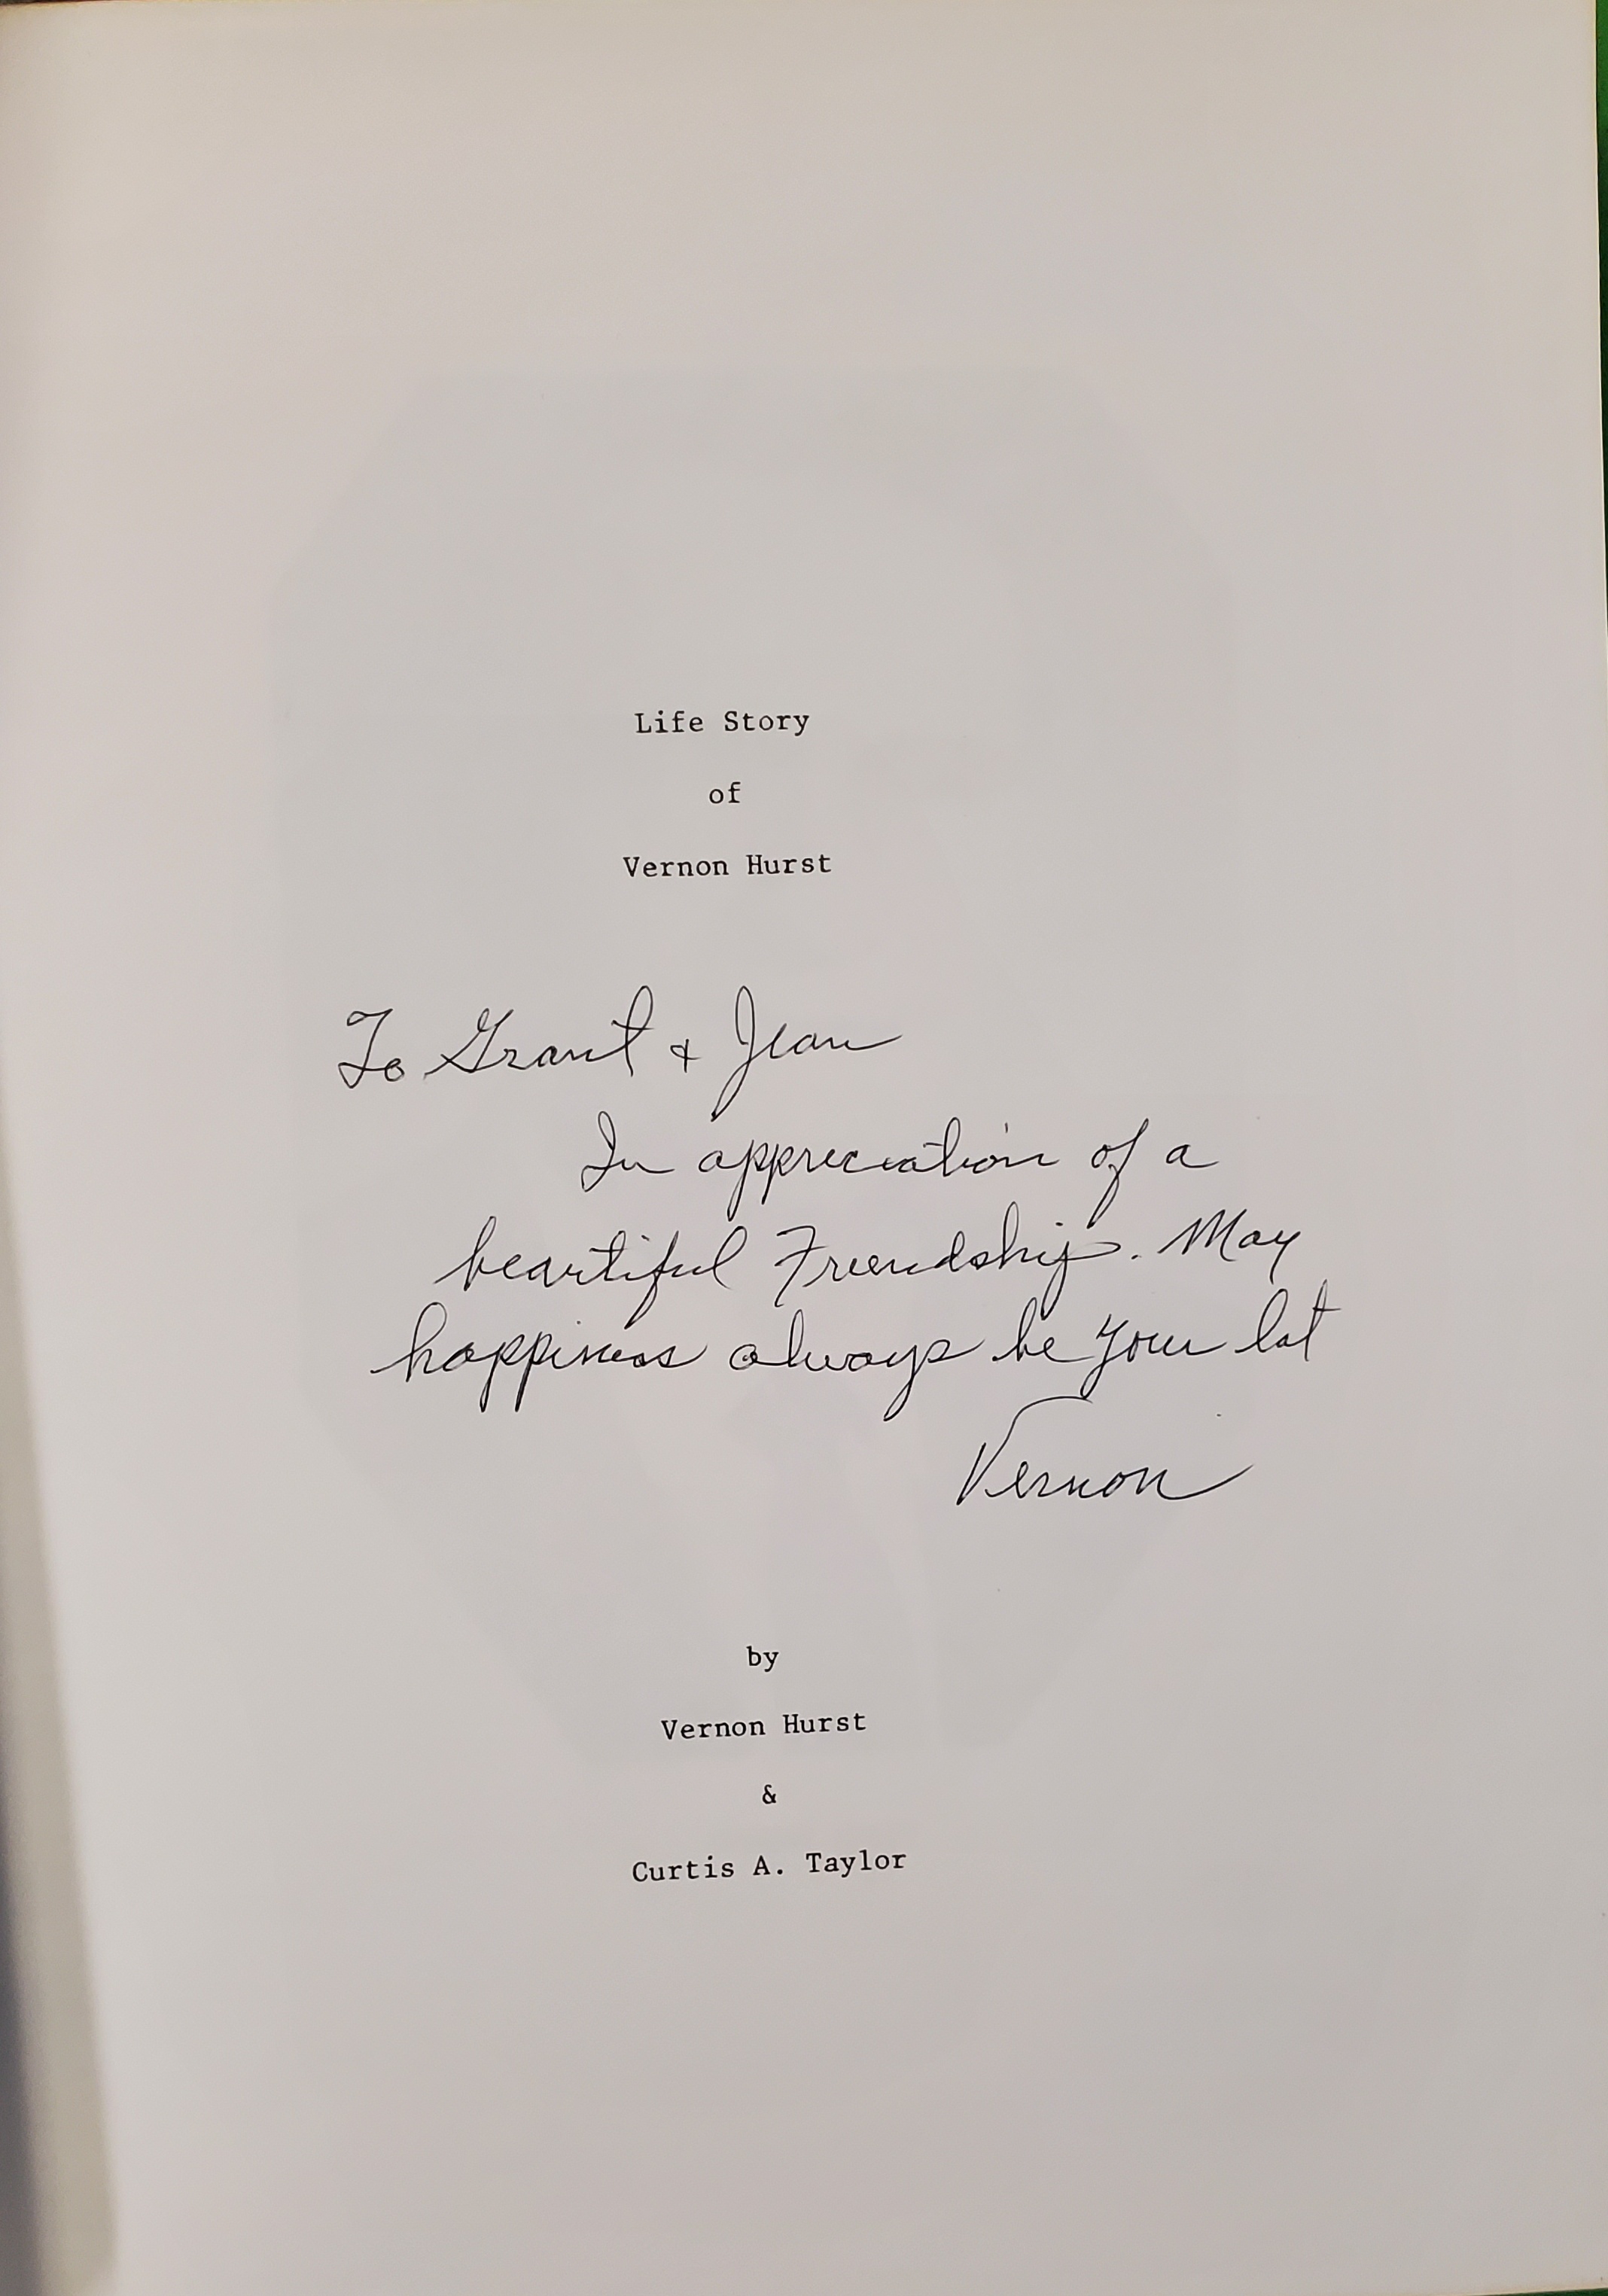 Life Story
of
Vernon Hurst
To Grant & Jean
In appreciation of a
beautiful Friendship. May
happiness always be your lot
Vernon
by
Vernon Hurst
&
Curtis A. Taylor